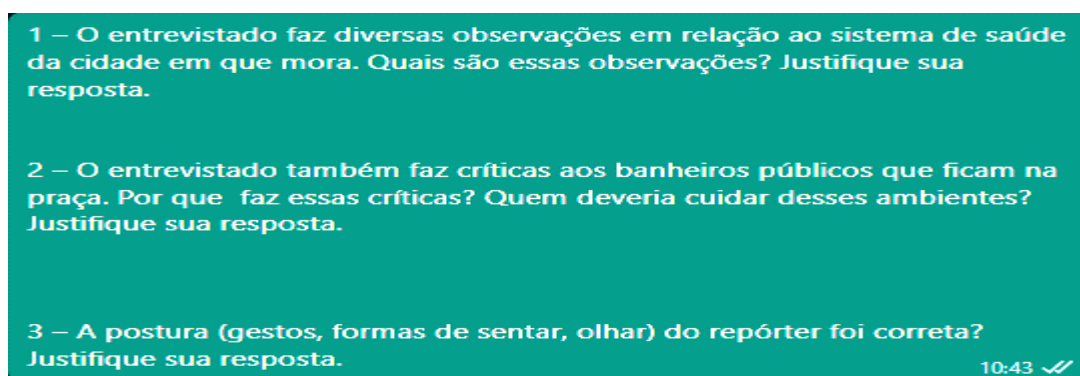 1 – O entrevistado faz diversas observações em relação ao sistema de saúde
da cidade em que mora. Quais são essas observações? Justifique sua
resposta.
2 – O entrevistado também faz críticas aos banheiros públicos que ficam na
praça. Por que  faz essas críticas? Quem deveria cuidar desses ambientes?
Justifique sua resposta.
3 – A postura (gestos, formas de sentar, olhar) do repórter foi correta?
Justifique sua resposta.
10:43